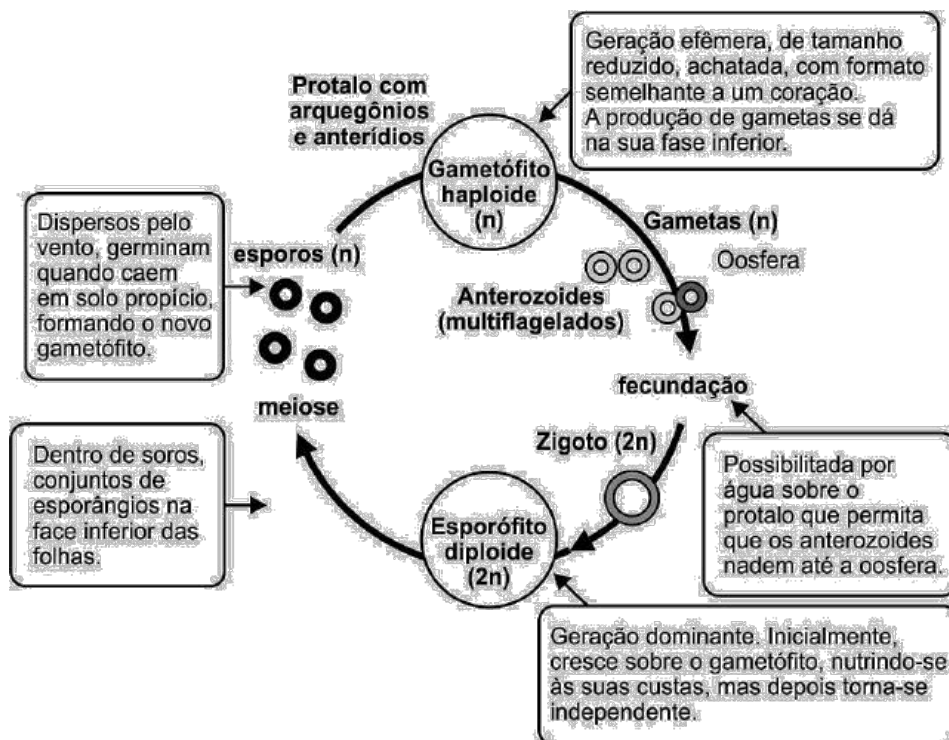 Geração efêmera, de tamanho
reduzido, achatada, com formato
semelhante a um coração.
A produção de gametas se dá
na sua fase inferior.
Protalo com
arquegônios
e anterídios
Gametófito
haploide
(n)
Gametas (n)
Oosfera
Anterozoides
(multiflagelados)
Dispersos pelo
vento, germinam
quando caem
em solo propício,
formando o novo
gametófito.
esporos (n)
meiose
fecundação
Zigoto (2n)
Dentro de soros,
conjuntos de
esporângios na
face inferior das
folhas.
Esporófito
diploide
(2n)
Possibilitada por
água sobre o
protalo que permita
que os anterozoides
nadem até a oosfera.
Geração dominante. Inicialmente,
cresce sobre o gametófito, nutrindo-se
às suas custas, mas depois torna-se
independente.